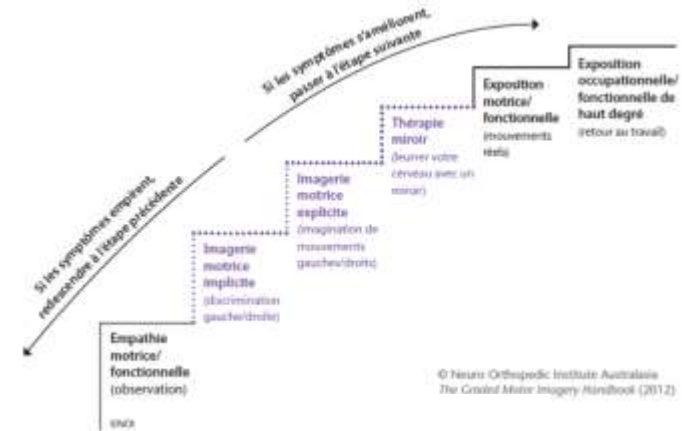 Si les symptômes s'améliorent,
passer à l'étape suivante
Si les symptômes empirent,
redescendre à l'étape précédente
Empathie
motrice/
fonctionnelle
(observation)
Imagerie
motrice
implicite
(discrimination
gauche/droite)
Imagerie
motrice
explicite
(imagination de
mouvements
gauches/droits)
Thérapie
miroir
(leurrer votre
cerveau avec un
miroir)
Exposition
motrice/
fonctionnelle
(mouvements
réels)
Exposition
occupationnelle/
fonctionnelle de
haut degré
(retour au travail)
© Neuro Orthopedic Institute Australasia
The Graded Motor Imagery Handbook (2012)